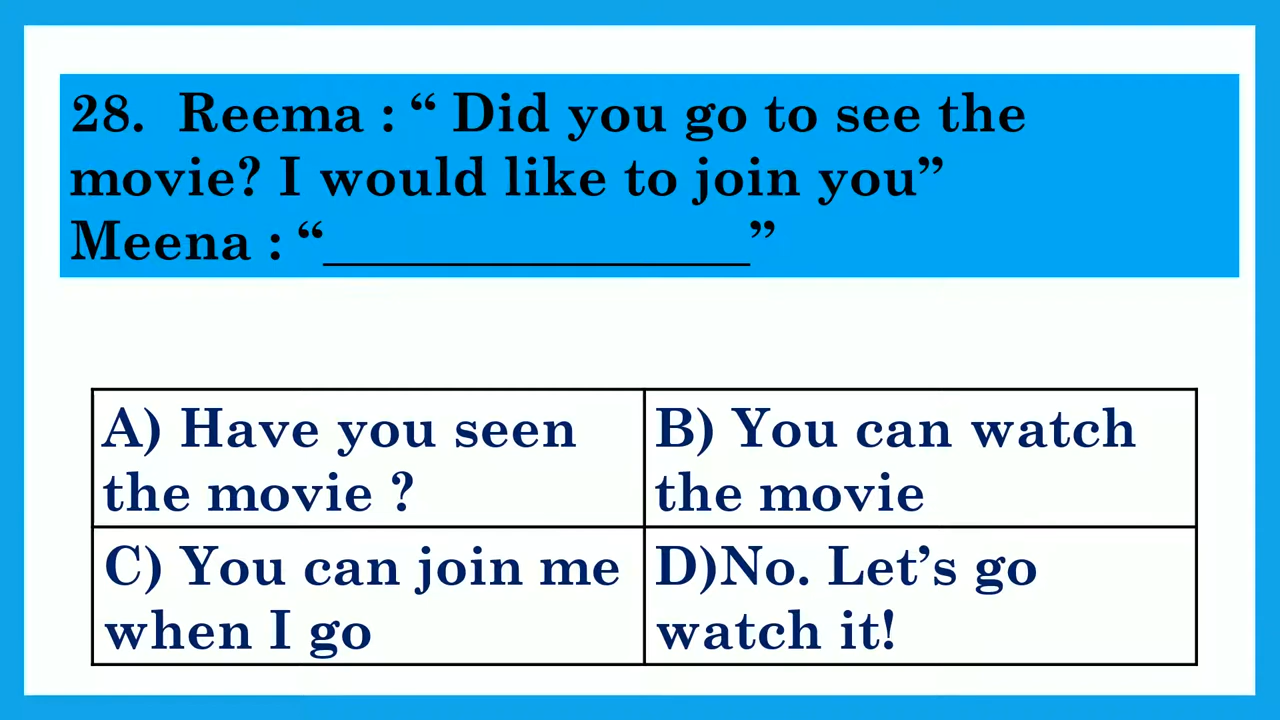 28. Reema : “ Did you go to see the
movie? I would like to join you”
Meena : “_______________”
A) Have you seen
the movie ?
B) You can watch
the movie
C) You can join me
when I go
D)No. Let’s go
watch it!